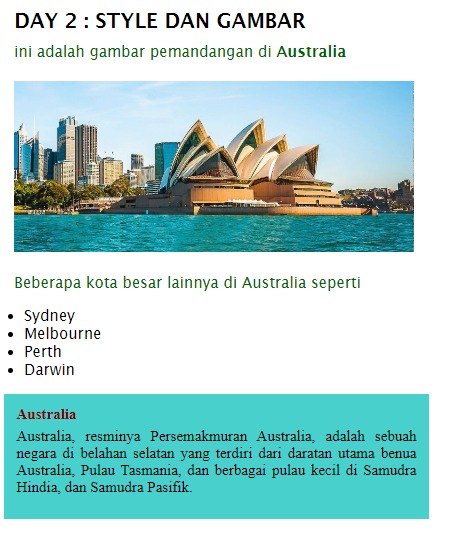 DAY 2 : STYLE DAN GAMBAR
ini adalah gambar pemandangan di Australia
Beberapa kota besar lainnya di Australia seperti
Sydney
Melbourne
Perth
Darwin
Australia
Australia, resminya Persemakmuran Australia, adalah sebuah
negara di belahan selatan yang terdiri dari daratan utama benua
Australia, Pulau Tasmania, dan berbagai pulau kecil di Samudra
Hindia, dan Samudra Pasifik.